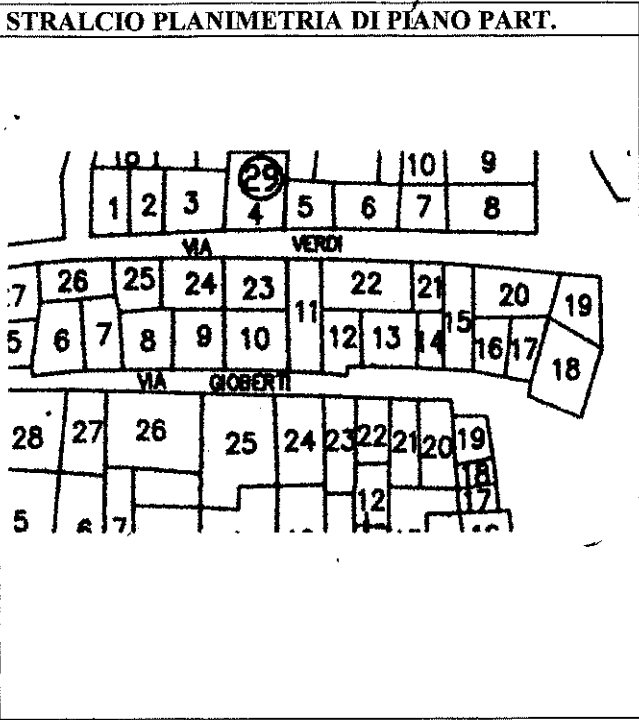 STRALCIO PLANIMETRIA DI PIANO PART.
10 9
29
1 2 3 4 5 6 7 8
VIA VERDI
26 25 24 23 11 22 21 15 20 19
6 7 8 9 10 12 13 14 16 17 18
VIA GIOBERTI
28 27 26 25 24 23 22 21 20 19
18
12 17
5 6 7